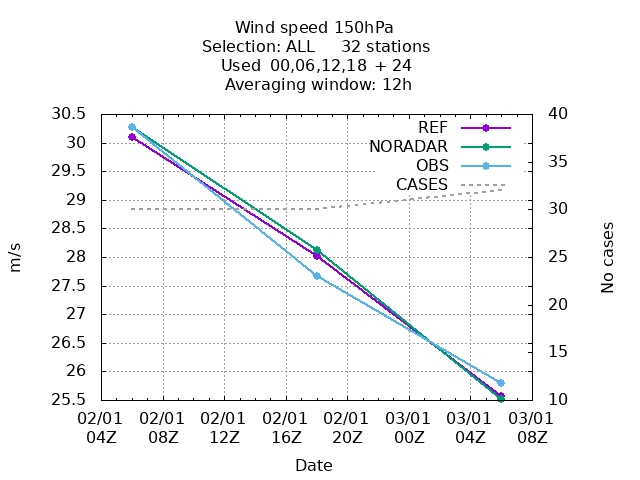 Wind speed 150hPa
Selection: ALL     32 stations
Used  00,06,12,18  + 24
Averaging window: 12h
30.5
30
29.5
29
28.5
28
27.5
27
26.5
26
25.5
40
35
30
25
20
15
10
REF
NORADAR
OBS
CASES
m/s
No cases
02/01 02/01 02/01 02/01 02/01 03/01 03/01 03/01
04Z 08Z 12Z 16Z 20Z 00Z 04Z 08Z
Date